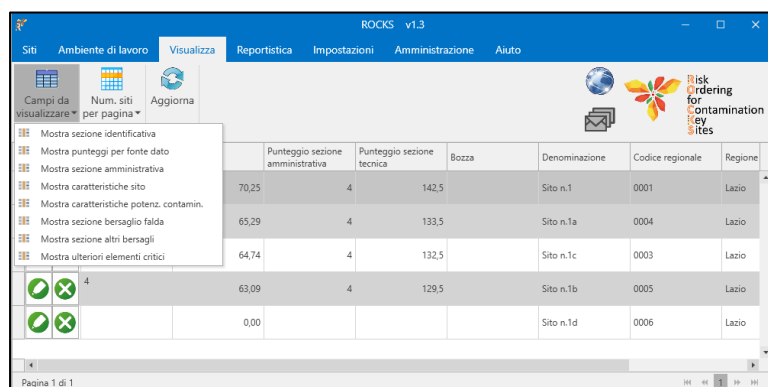 ROCKS v1.3
Siti Ambiente di lavoro Visualizza Reportistica Impostazioni Amministrazione Aiuto
Campi da visualizzare
Num. siti per pagina
Aggiorna
Risk
Ordering
for
Contamination
Key
Sites
Mostra sezione identificativa
Mostra punteggi per fonte dato
Mostra sezione amministrativa
Mostra caratteristiche sito
Mostra caratteristiche potenz. contamin.
Mostra sezione bersaglio falda
Mostra sezione altri bersagli
Mostra ulteriori elementi critici
Punteggio sezione amministrativa Punteggio sezione tecnica Bozza Denominazione Codice regionale Regione
70,25 4 142,5 Sito n.1 0001 Lazio
65,29 4 133,5 Sito n.1a 0004 Lazio
64,74 4 132,5 Sito n.1c 0003 Lazio
4 63,09 4 129,5 Sito n.1b 0005 Lazio
0,00 Sito n.1d 0006 Lazio
Pagina 1 di 1 1